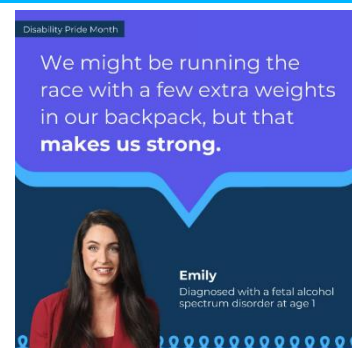 Disability Pride Month
We might be running the
race with a few extra weights
in our backpack, but that
makes us strong.
Emily
Diagnosed with a fetal alcohol
spectrum disorder at age 1